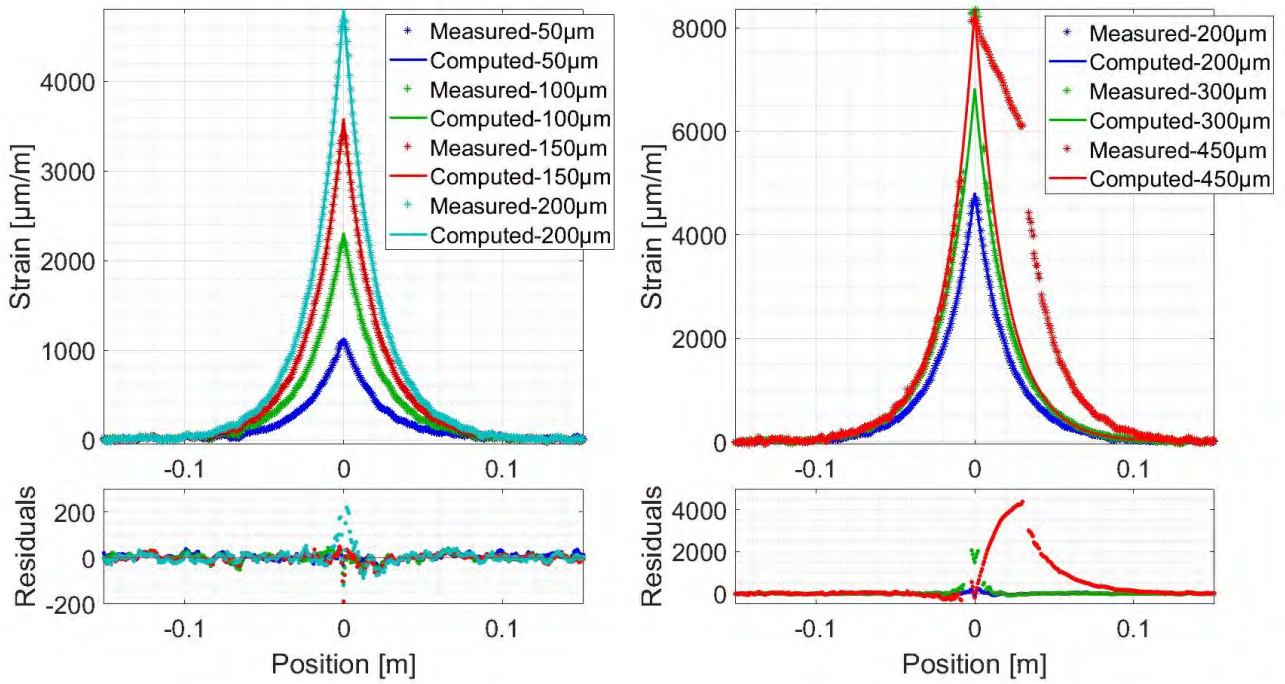 4000
3000
2000
1000
0
Strain [µm/m]
-0.1
0
0.1
Measured-50µm
Computed-50µm
Measured-100µm
Computed-100µm
Measured-150µm
Computed-150µm
Measured-200µm
Computed-200µm
200
0
-200
Residuals
-0.1
0
0.1
Position [m]
8000
6000
4000
2000
0
Strain [µm/m]
-0.1
0
0.1
Measured-200µm
Computed-200µm
Measured-300µm
Computed-300µm
Measured-450µm
Computed-450µm
4000
2000
0
Residuals
-0.1
0
0.1
Position [m]